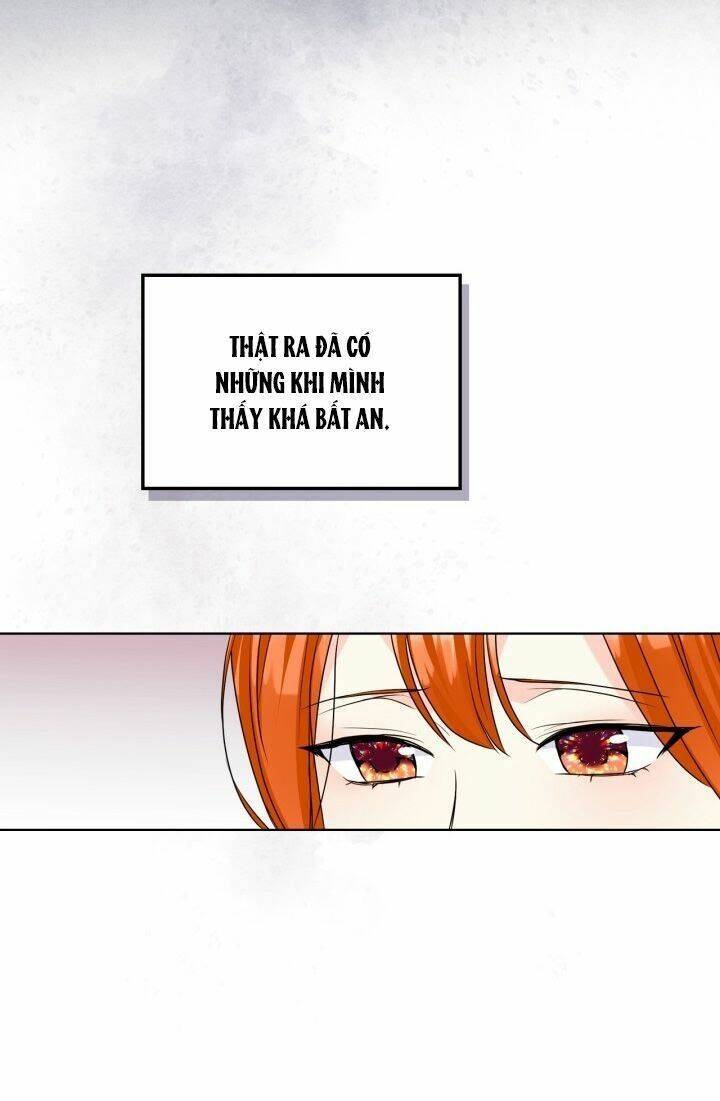 THẬT RA ĐÃ CÓ
NHỮNG KHI MÌNH
THẤY KHÁ BẤT AN.